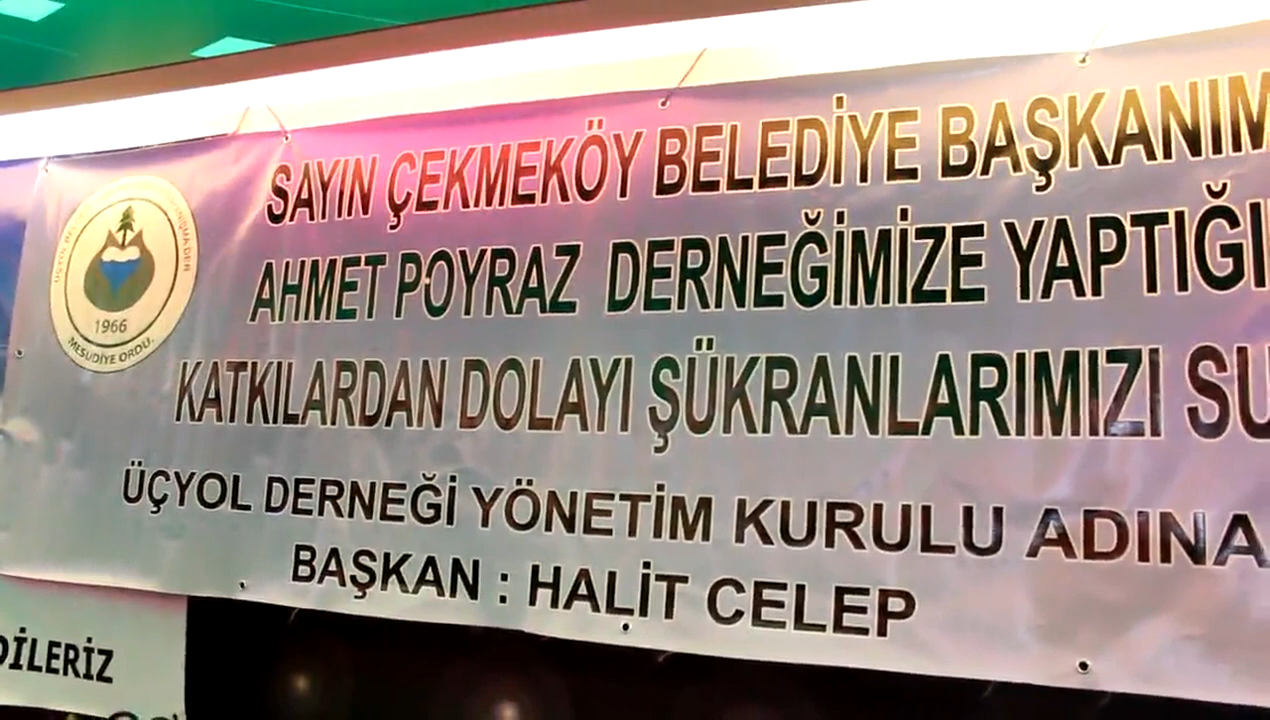 SAYIN ÇEKMEKÖY BELEDİYE BAŞKANIM
AHMET POYRAZ DERNEĞİMİZE YAPTIĞI
KATKILARDAN DOLAYI ŞÜKRANLARIMIZI SU
ÜÇYOL DERNEĞİ YÖNETİM KURULU ADINA
BAŞKAN : HALİT CELEP
1966
MESUDİYE ORDU.
DİLERİZ